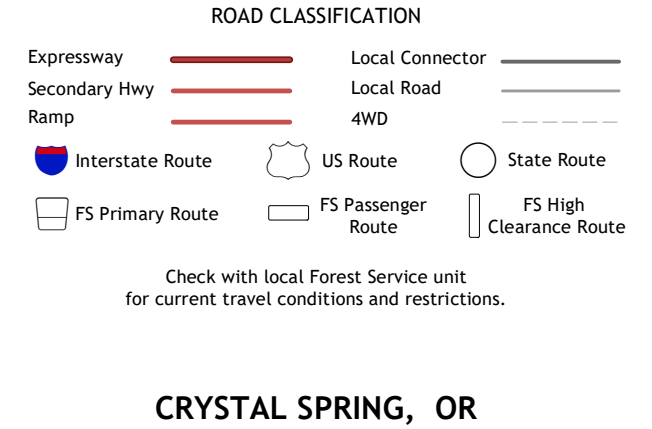 ROAD CLASSIFICATION
Expressway
Secondary Hwy
Ramp
Local Connector
Local Road
4WD
Interstate Route
US Route
State Route
FS Primary Route
FS Passenger
Route
FS High
Clearance Route
Check with local Forest Service unit
for current travel conditions and restrictions.
CRYSTAL SPRING,  OR